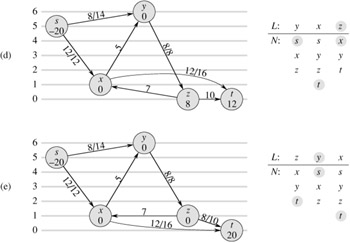 (d)
6
5
4
3
2
1
0
s
–20
8/14
y
0
12/12
5
8/8
x
0
12/16
7
z
8
10
t
12
L: y x z
N: s s x
x y y
z z t
t
(e)
6
5
4
3
2
1
0
s
–20
8/14
y
0
12/12
5
8/8
x
0
7
12/16
z
0
8/10
t
20
L: z y x
N: x s s
y x y
t z z
t